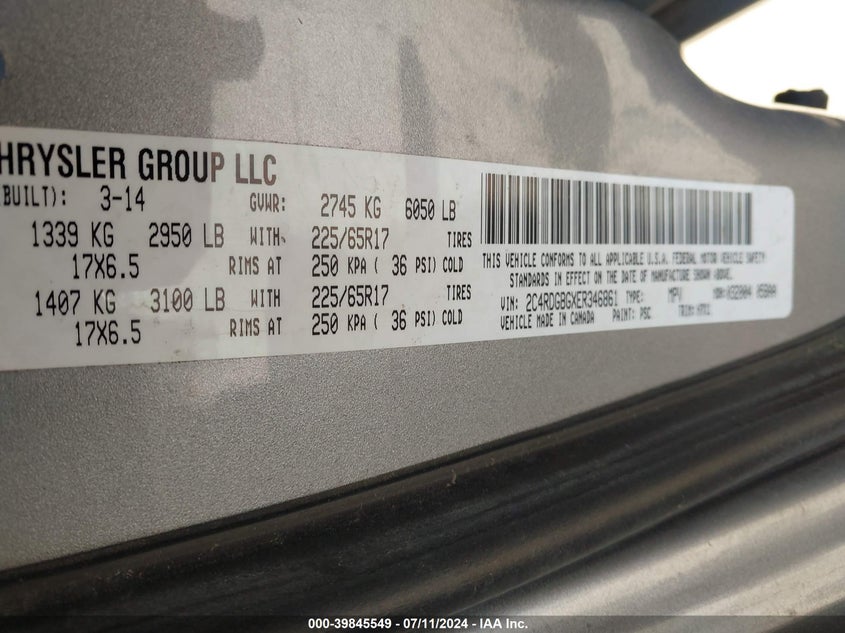 HRYSLER GROUP LLC
(BUILT): 3-14 GVWR: 2745 KG 6050 LB
1339 KG 2950 LB WITH 225/65R17 TIRES
17X6.5 RIMS AT 250 KPA ( 36 PSI) COLD
1407 KG 3100 LB WITH 225/65R17 TIRES
17X6.5 RIMS AT 250 KPA ( 36 PSI) COLD
THIS VEHICLE CONFORMS TO ALL APPLICABLE U.S.A. FEDERAL MOTOR VEHICLE SAFETY
STANDARDS IN EFFECT ON THE DATE OF MANUFACTURE SHOWN ABOVE.
VIN: 2C4RDGBGXER346861 TYPE: MPV MDH:
VEHICLE MADE IN CANADA PAINT: PSC TRIM:
000-39845549 / 07/11/2024 - IAA Inc.